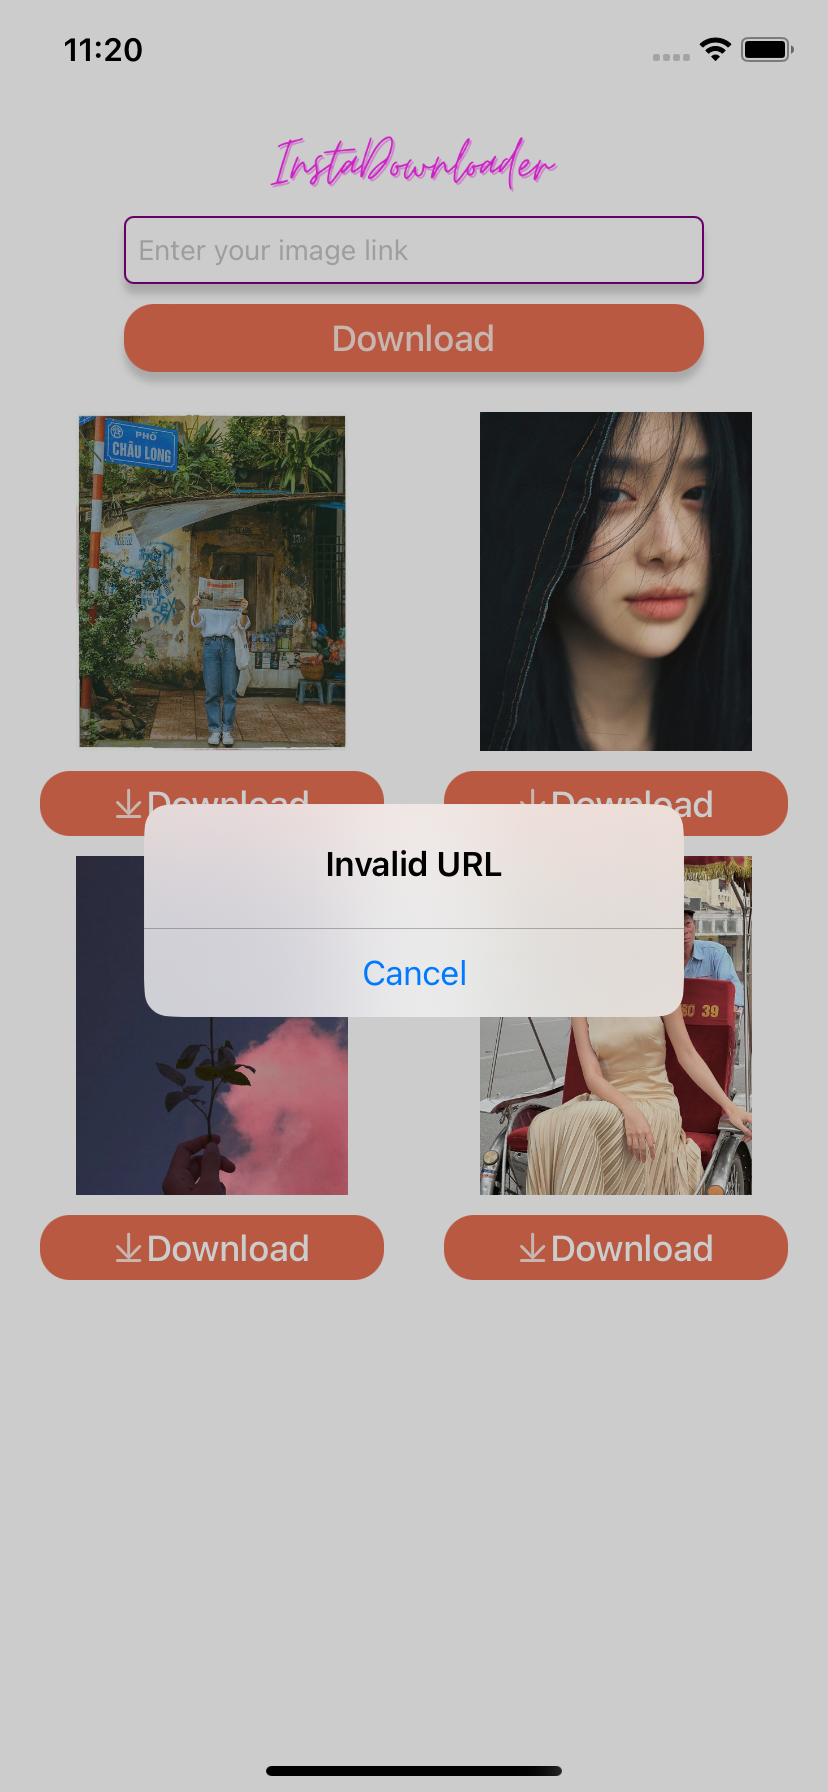 11:20
InstaDownloader
Enter your image link
Download
PHỐ
CHÂU LONG
Download
Download
Invalid URL
Cancel
39
Download
Download